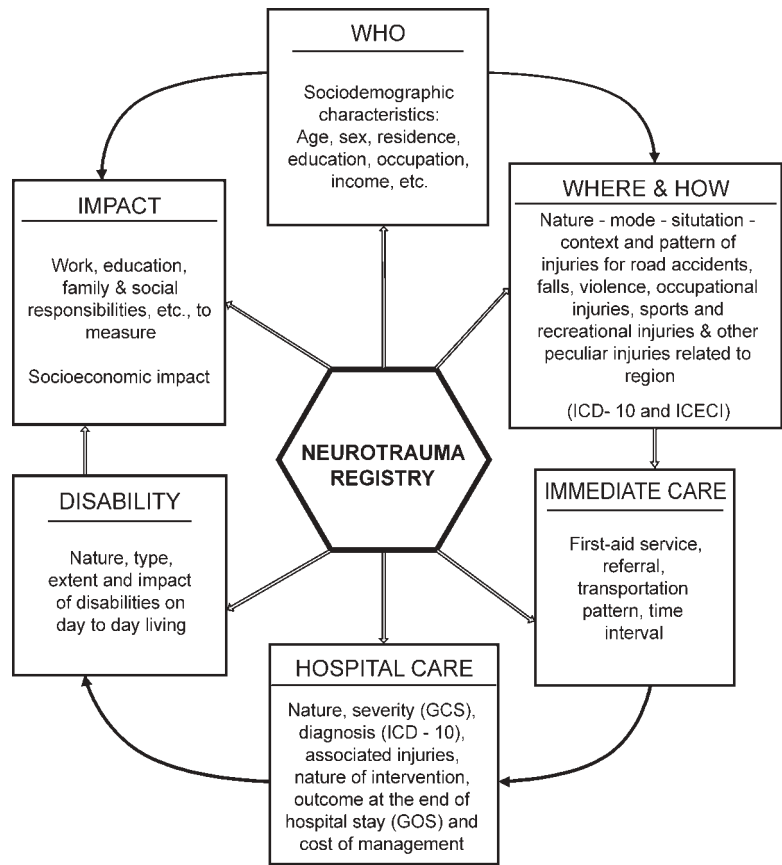 WHO
Sociodemographic
characteristics:
Age, sex, residence,
education, occupation,
income, etc.
IMPACT
Work, education,
family & social
responsibilities, etc., to
measure
Socioeconomic impact
WHERE & HOW
Nature - mode - situtation -
context and pattern of
injuries for road accidents,
falls, violence, occupational
injuries, sports and
recreational injuries & other
peculiar injuries related to
region
(ICD- 10 and ICECI)
NEUROTRAUMA
REGISTRY
DISABILITY
Nature, type,
extent and impact
of disabilities on
day to day living
IMMEDIATE CARE
First-aid service,
referral,
transportation
pattern, time
interval
HOSPITAL CARE
Nature, severity (GCS),
diagnosis (ICD - 10),
associated injuries,
nature of intervention,
outcome at the end of
hospital stay (GOS) and
cost of management